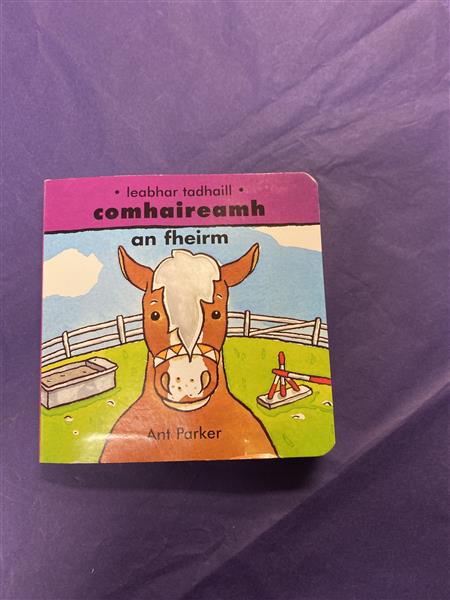 • leabhar tadhaill •
comhaireamh
an fheirm
Ant Parker